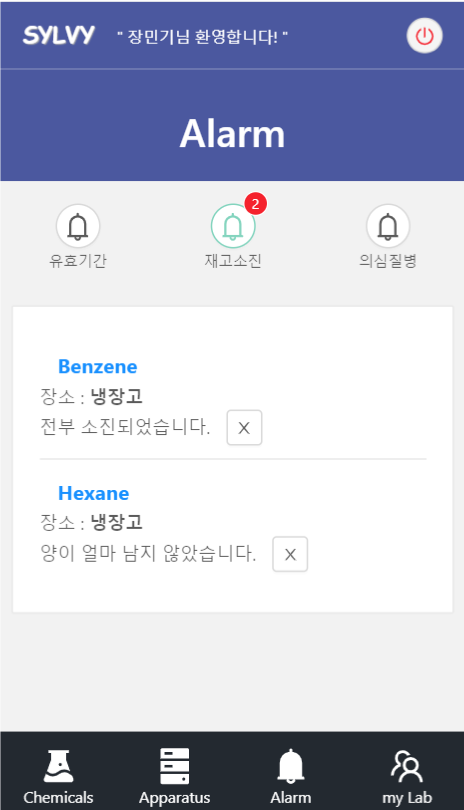 SYLVY " 장민기님 환영합니다! "
Alarm
2
유효기간 재고소진 의심질병
Benzene
장소 : 냉장고
전부 소진되었습니다. X
Hexane
장소 : 냉장고
양이 얼마 남지 않았습니다. X
Chemicals Apparatus Alarm my Lab